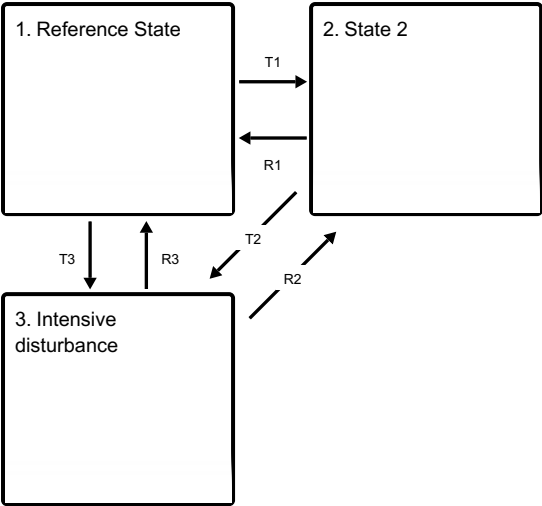 1. Reference State
2. State 2
T1
R1
T2
R2
T3
R3
3. Intensive
disturbance